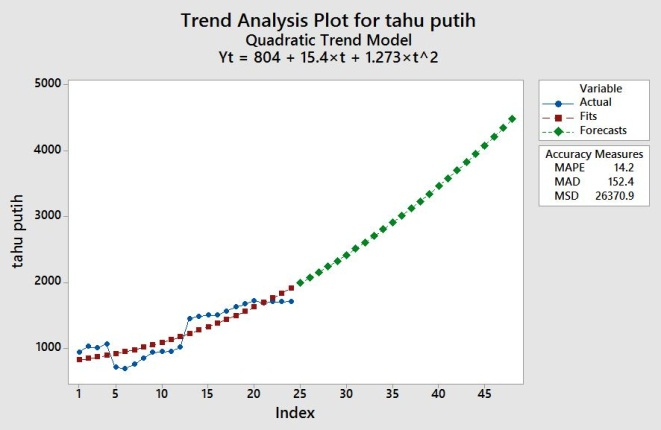 Trend Analysis Plot for tahu putih
Quadratic Trend Model
Yt = 804 + 15.4×t + 1.273×t^2
5000
4000
3000
2000
1000
tahu putih
1
5
10
15
20
25
30
35
40
45
Index
Variable
Actual
Fits
Forecasts
Accuracy Measures
MAPE 14.2
MAD 152.4
MSD 26370.9